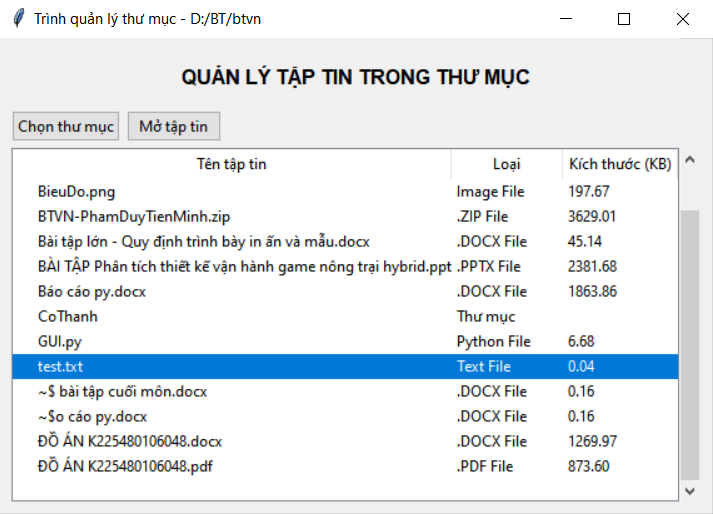 Trình quản lý thư mục - D:/BT/btvn
QUẢN LÝ TẬP TIN TRONG THƯ MỤC
Chọn thư mục Mở tập tin
Tên tập tin Loại Kích thước (KB)
BieuDo.png Image File 197.67
BTVN-PhamDuyTienMinh.zip .ZIP File 3629.01
Bài tập lớn - Quy định trình bày in ấn và mẫu.docx .DOCX File 45.14
BÀI TẬP Phân tích thiết kế vận hành game nông trại hybrid.ppt .PPTX File 2381.68
Báo cáo py.docx .DOCX File 1863.86
CoThanh Thư mục
GUI.py Python File 6.68
test.txt Text File 0.04
~$ bài tập cuối môn.docx .DOCX File 0.16
~$o cáo py.docx .DOCX File 0.16
ĐỒ ÁN K225480106048.docx .DOCX File 1269.97
ĐỒ ÁN K225480106048.pdf .PDF File 873.60